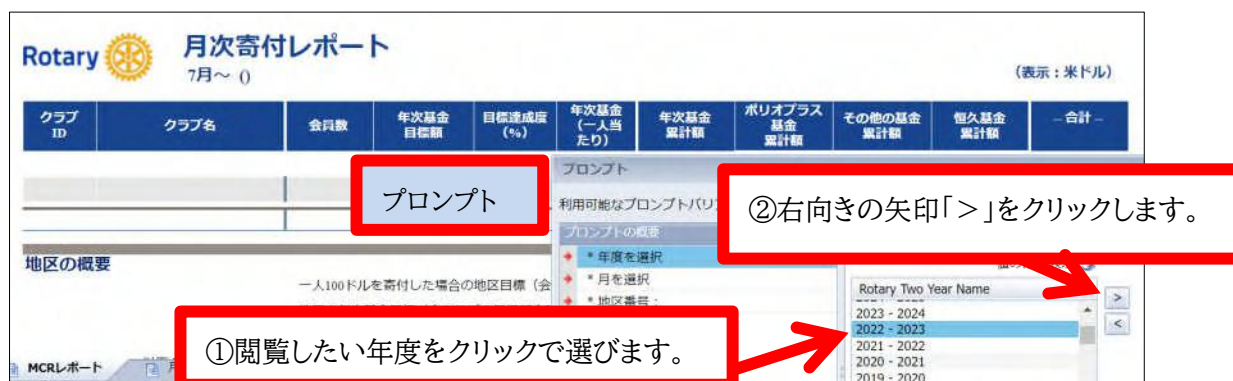 Rotary
月次寄付レポート
7月～ ()
(表示：米ドル)
クラブ
ID
クラブ名
会員数
年次基金
目標額
目標達成度
(%)
年次基金
(一人当
たり)
年次基金
累計額
ポリオプラス
基金
累計額
その他の基金
累計額
恒久基金
累計額
– 合計 –
プロンプト
プロンプト
利用可能なプロンプトバリ
②右向きの矢印「＞」をクリックします。
プロンプトの概要
* 年度を選択
* 月を選択
* 地区番号：
地区の概要
一人100ドルを寄付した場合の地区目標（会
Rotary Two Year Name
2023 - 2024
2022 - 2023
2021 - 2022
2020 - 2021
2019 - 2020
>
<
①閲覧したい年度をクリックで選びます。
MCRレポート